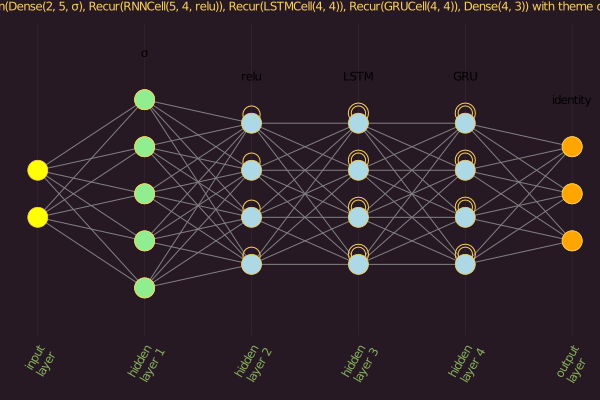 n(Dense(2, 5, σ), Recur(RNNCell(5, 4, relu)), Recur(LSTMCell(4, 4)), Recur(GRUCell(4, 4)), Dense(4, 3)) with theme
σ
relu
LSTM
GRU
identity
input
layer
hidden
layer 1
hidden
layer 2
hidden
layer 3
hidden
layer 4
output
layer